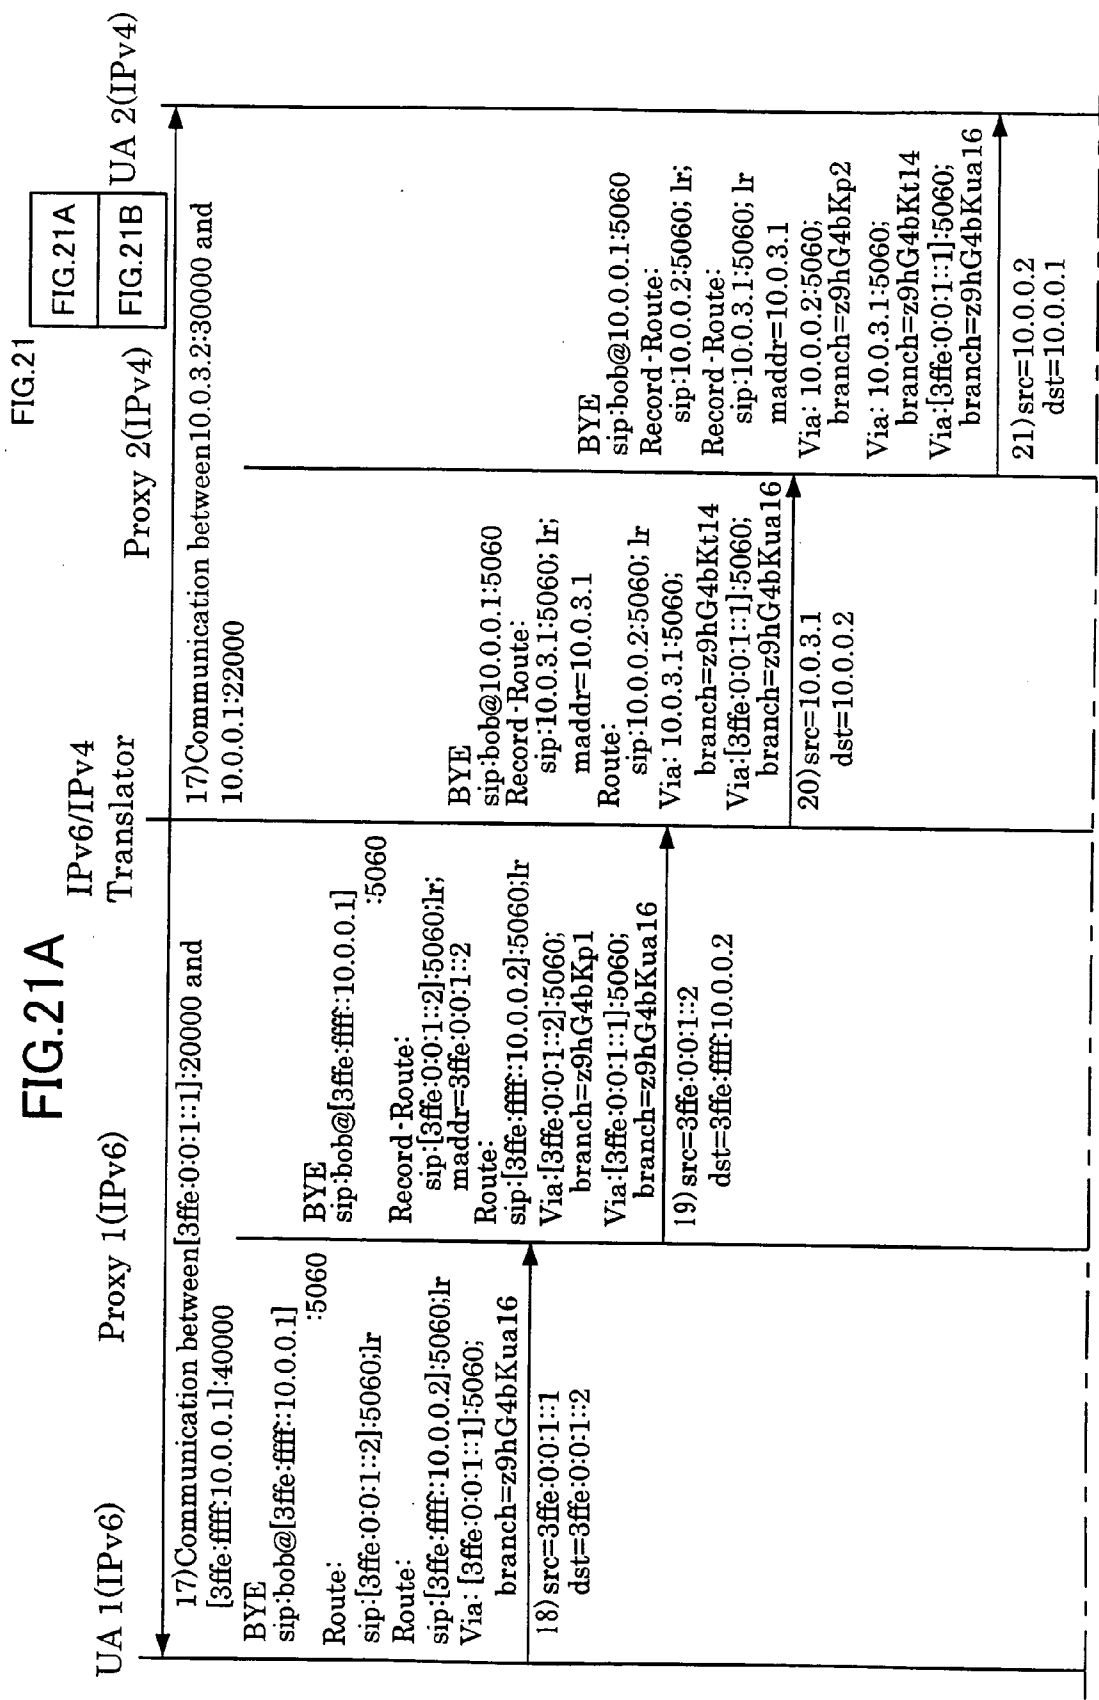 FIG.21
FIG.21A
FIG.21B
FIG.21A
UA 1(IPv6)
Proxy 1(IPv6)
IPv6/IPv4
Translator
Proxy 2(IPv4)
UA 2(IPv4)
17)Communication between[3ffe:0:0:1::1]:20000 and
[3ffe:ffff:10.0.0.1]:40000
17)Communication between10.0.3.2:30000 and
10.0.0.1:22000
BYE
sip:bob@[3ffe:ffff::10.0.0.1]
:5060
Route:
sip:[3ffe:0:0:1::2]:5060;lr
Route:
sip:[3ffe:ffff::10.0.0.2]:5060;lr
Via: [3ffe:0:0:1::1]:5060;
branch=z9hG4bKua16
18)src=3ffe:0:0:1::1
dst=3ffe:0:0:1::2
BYE
sip:bob@[3ffe:ffff::10.0.0.1]
:5060
Record-Route:
sip:[3ffe:0:0:1::2]:5060;lr;
maddr=3ffe:0:0:1::2
Route:
sip:[3ffe:ffff::10.0.0.2]:5060;lr
Via:[3ffe:0:0:1::2]:5060;
branch=z9hG4bKp1
Via:[3ffe:0:0:1::1]:5060;
branch=z9hG4bKua16
19)src=3ffe:0:0:1::2
dst=3ffe:ffff:10.0.0.2
BYE
sip:bob@10.0.0.1:5060
Record-Route:
sip:10.0.3.1:5060; lr;
maddr=10.0.3.1
Route:
sip:10.0.0.2:5060; lr
Via: 10.0.3.1:5060;
branch=z9hG4bKt14
Via:[3ffe:0:0:1::1]:5060;
branch=z9hG4bKua16
20)src=10.0.3.1
dst=10.0.0.2
BYE
sip:bob@10.0.0.1:5060
Record-Route:
sip:10.0.0.2:5060; lr;
Record-Route:
sip:10.0.3.1:5060; lr
maddr=10.0.3.1
Via: 10.0.0.2:5060;
branch=z9hG4bKp2
Via: 10.0.3.1:5060;
branch=z9hG4bKt14
Via:[3ffe:0:0:1::1]:5060;
branch=z9hG4bKua16
21)src=10.0.0.2
dst=10.0.0.1